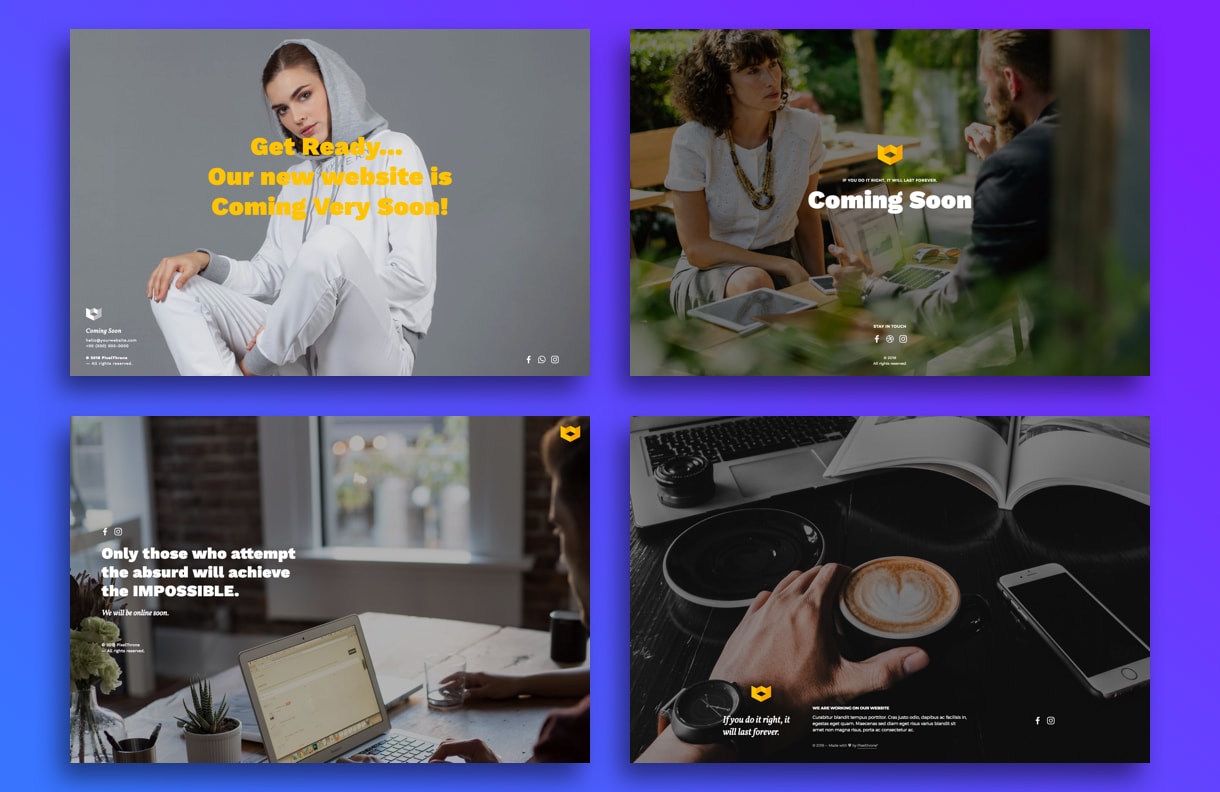 Get Ready...
Our new website is
Coming Very Soon!
Coming Soon
hello@yourwebsite.com
© 2018 PixelThrone
— All rights reserved.
IF YOU DO IT RIGHT, IT WILL LAST FOREVER.
Coming Soon
STAY IN TOUCH
© 2018
All rights reserved.
Only those who attempt
the absurd will achieve
the IMPOSSIBLE.
We will be online soon.
© 2018 PixelThrone
— All rights reserved.
If you do it right, it
will last forever.
WE ARE WORKING ON OUR WEBSITE
Curabitur blandit tempus porttitor. Cras justo odio, dapibus ac facilisis in,
egestas eget quam. Maecenas sed diam eget risus varius blandit sit
amet non magna risus, porta ac consectetur ac.
© 2018 — Made with ♥ by PixelThrone